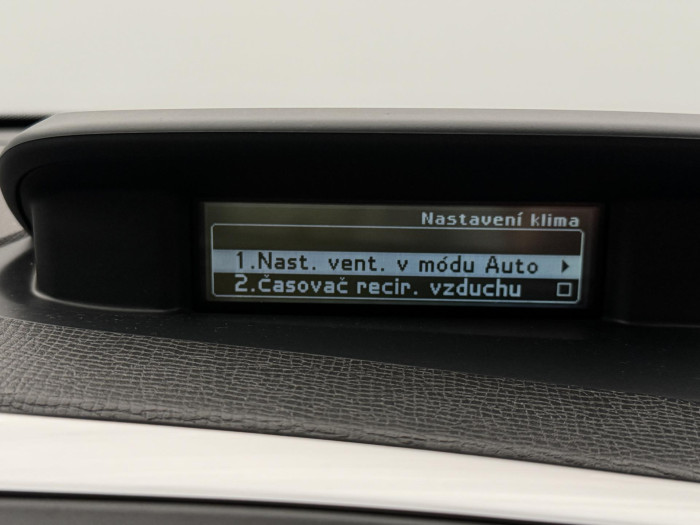 Nastavení klima
1.Nast. vent. v módu Auto
2.Časovač recir. vzduchu